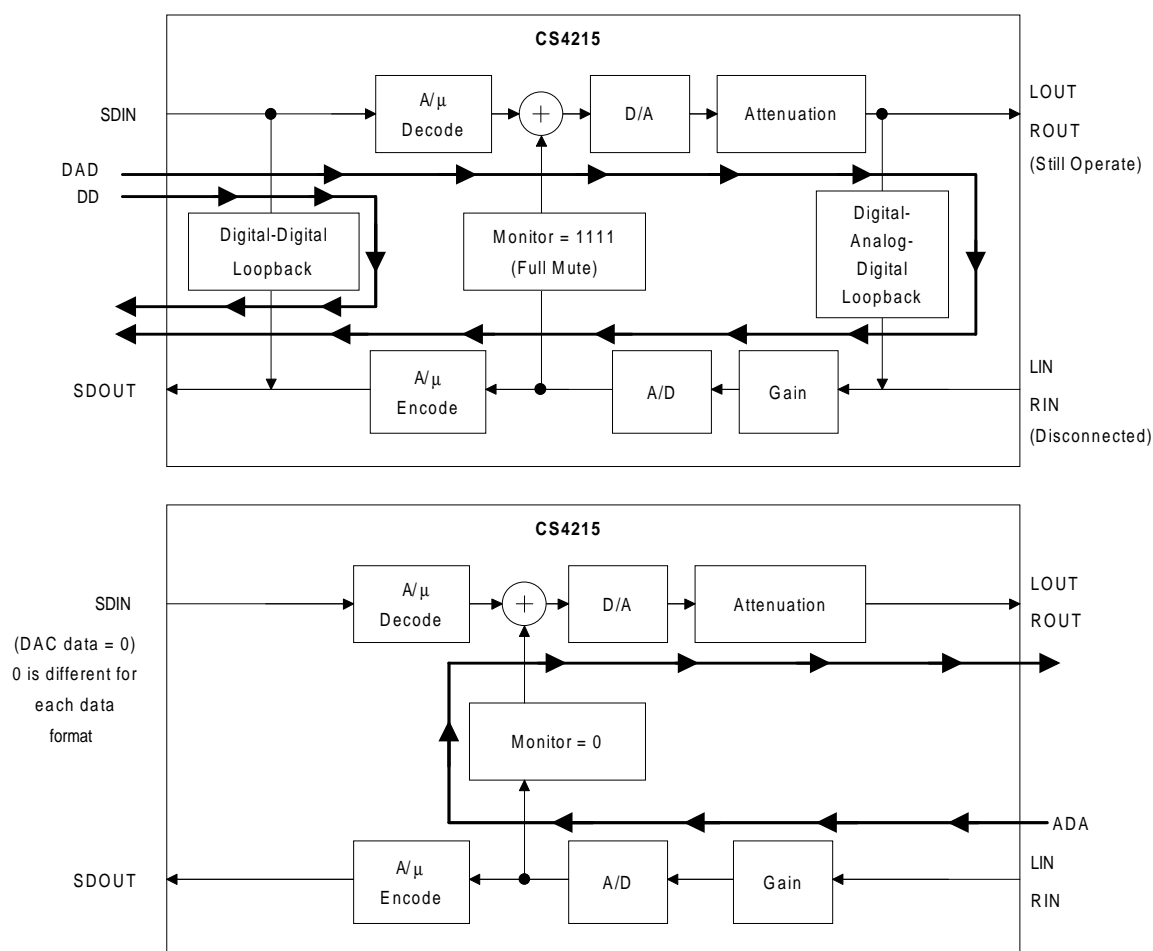 CS4215
SDIN
A/μ
Decode
+
D/A
Attenuation
LOUT
ROUT
(Still Operate)
DAD
DD
Digital-Digital
Loopback
Monitor = 1111
(Full Mute)
Digital-
Analog-
Digital
Loopback
SDOUT
A/μ
Encode
A/D
Gain
LIN
RIN
(Disconnected)
CS4215
SDIN
(DAC data = 0)
0 is different for
each data
format
A/μ
Decode
+
D/A
Attenuation
LOUT
ROUT
Monitor = 0
ADA
SDOUT
A/μ
Encode
A/D
Gain
LIN
RIN